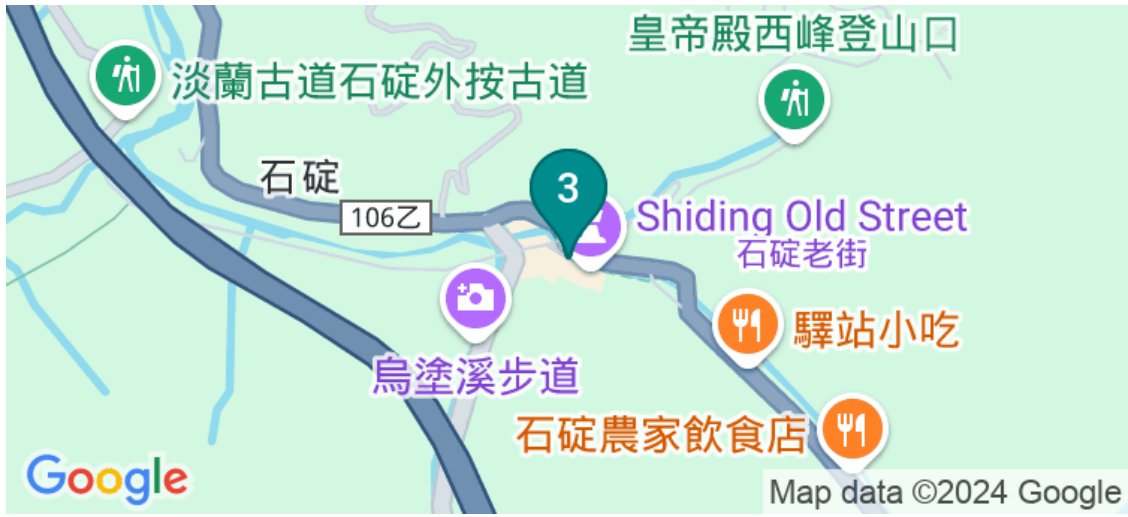 皇帝殿西峰登山口
淡蘭古道石碇外按古道
石碇
106乙
3
Shiding Old Street
石碇老街
驛站小吃
烏塗溪步道
石碇農家飲食店
Google
Map data ©2024 Google